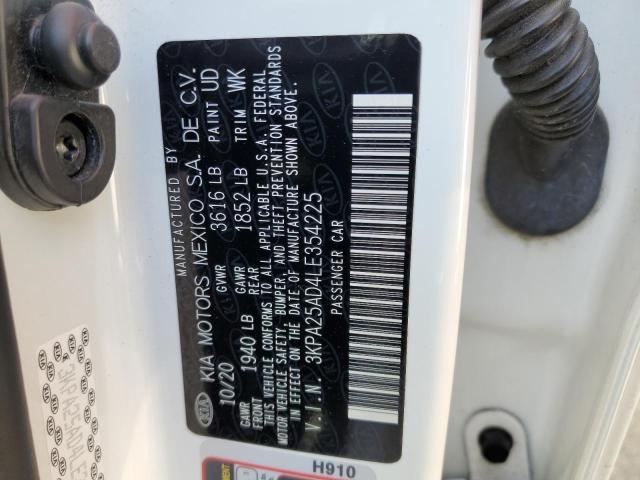 MANUFACTURED BY
KIA MOTORS MEXICO S.A. DE C.V.
10/20 GVWR 3616 LB PAINT UD
GAWR FRONT 1940 LB GAWR REAR 1852 LB TRIM WK
THIS VEHICLE CONFORMS TO ALL APPLICABLE U.S.A. FEDERAL
MOTOR VEHICLE SAFETY, BUMPER, AND THEFT PREVENTION STANDARDS
IN EFFECT ON THE DATE OF MANUFACTURE SHOWN ABOVE.
V.I.N. 3KPA25AD4LE354225
PASSENGER CAR
H910